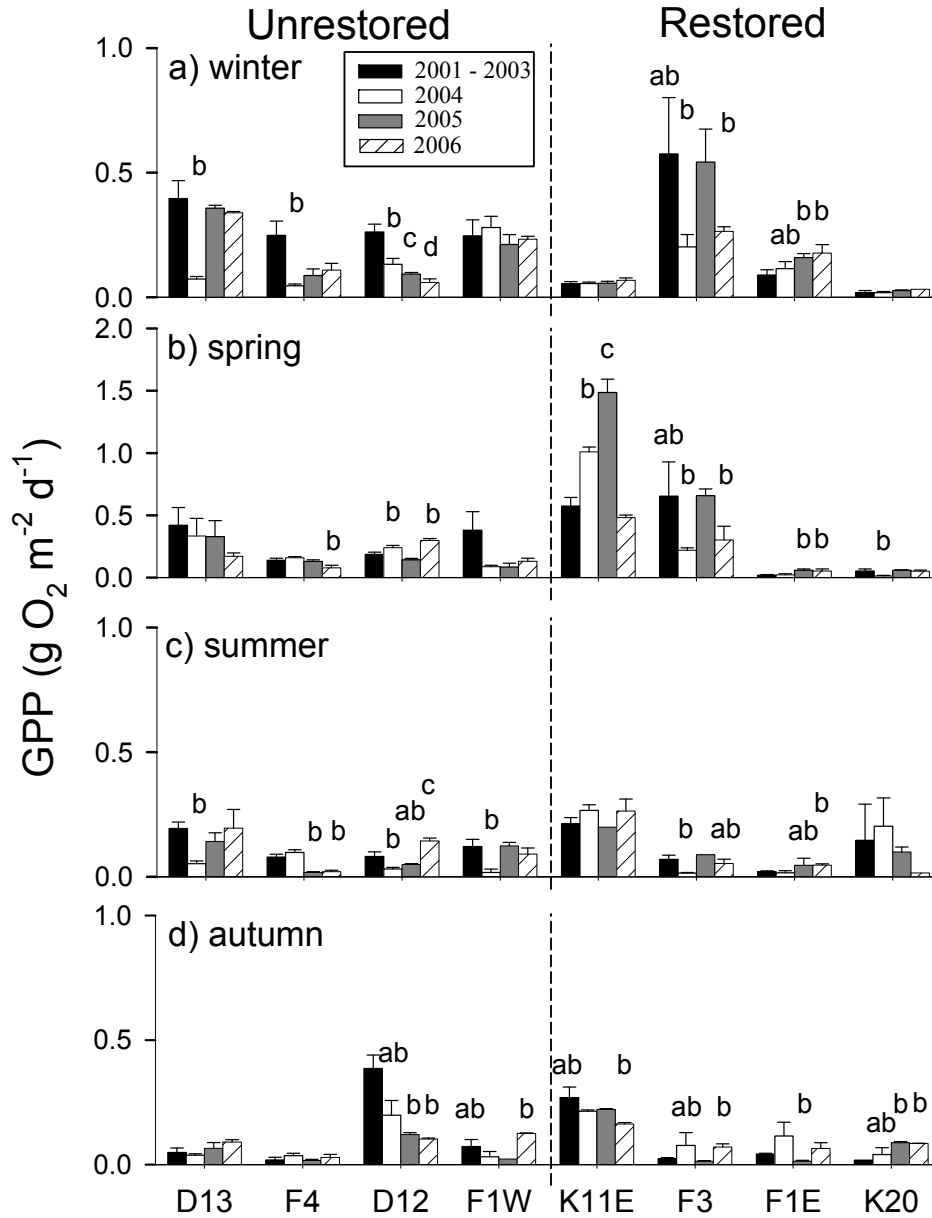 Unrestored Restored
1.0
a) winter
2001 - 2003
2004
2005
2006
ab
b b
b b b
c d
ab b b
0.5
0.0
2.0
b) spring
c
b
ab
b b
b b b
b b b
1.5
1.0
0.5
0.0
1.0
c) summer
c
b b b b ab b
b b ab ab b
0.5
0.0
1.0
d) autumn
ab ab b
b b ab b ab b b ab b b
0.5
0.0
GPP (g O2 m-2 d-1)
D13 F4 D12 F1W K11E F3 F1E K20